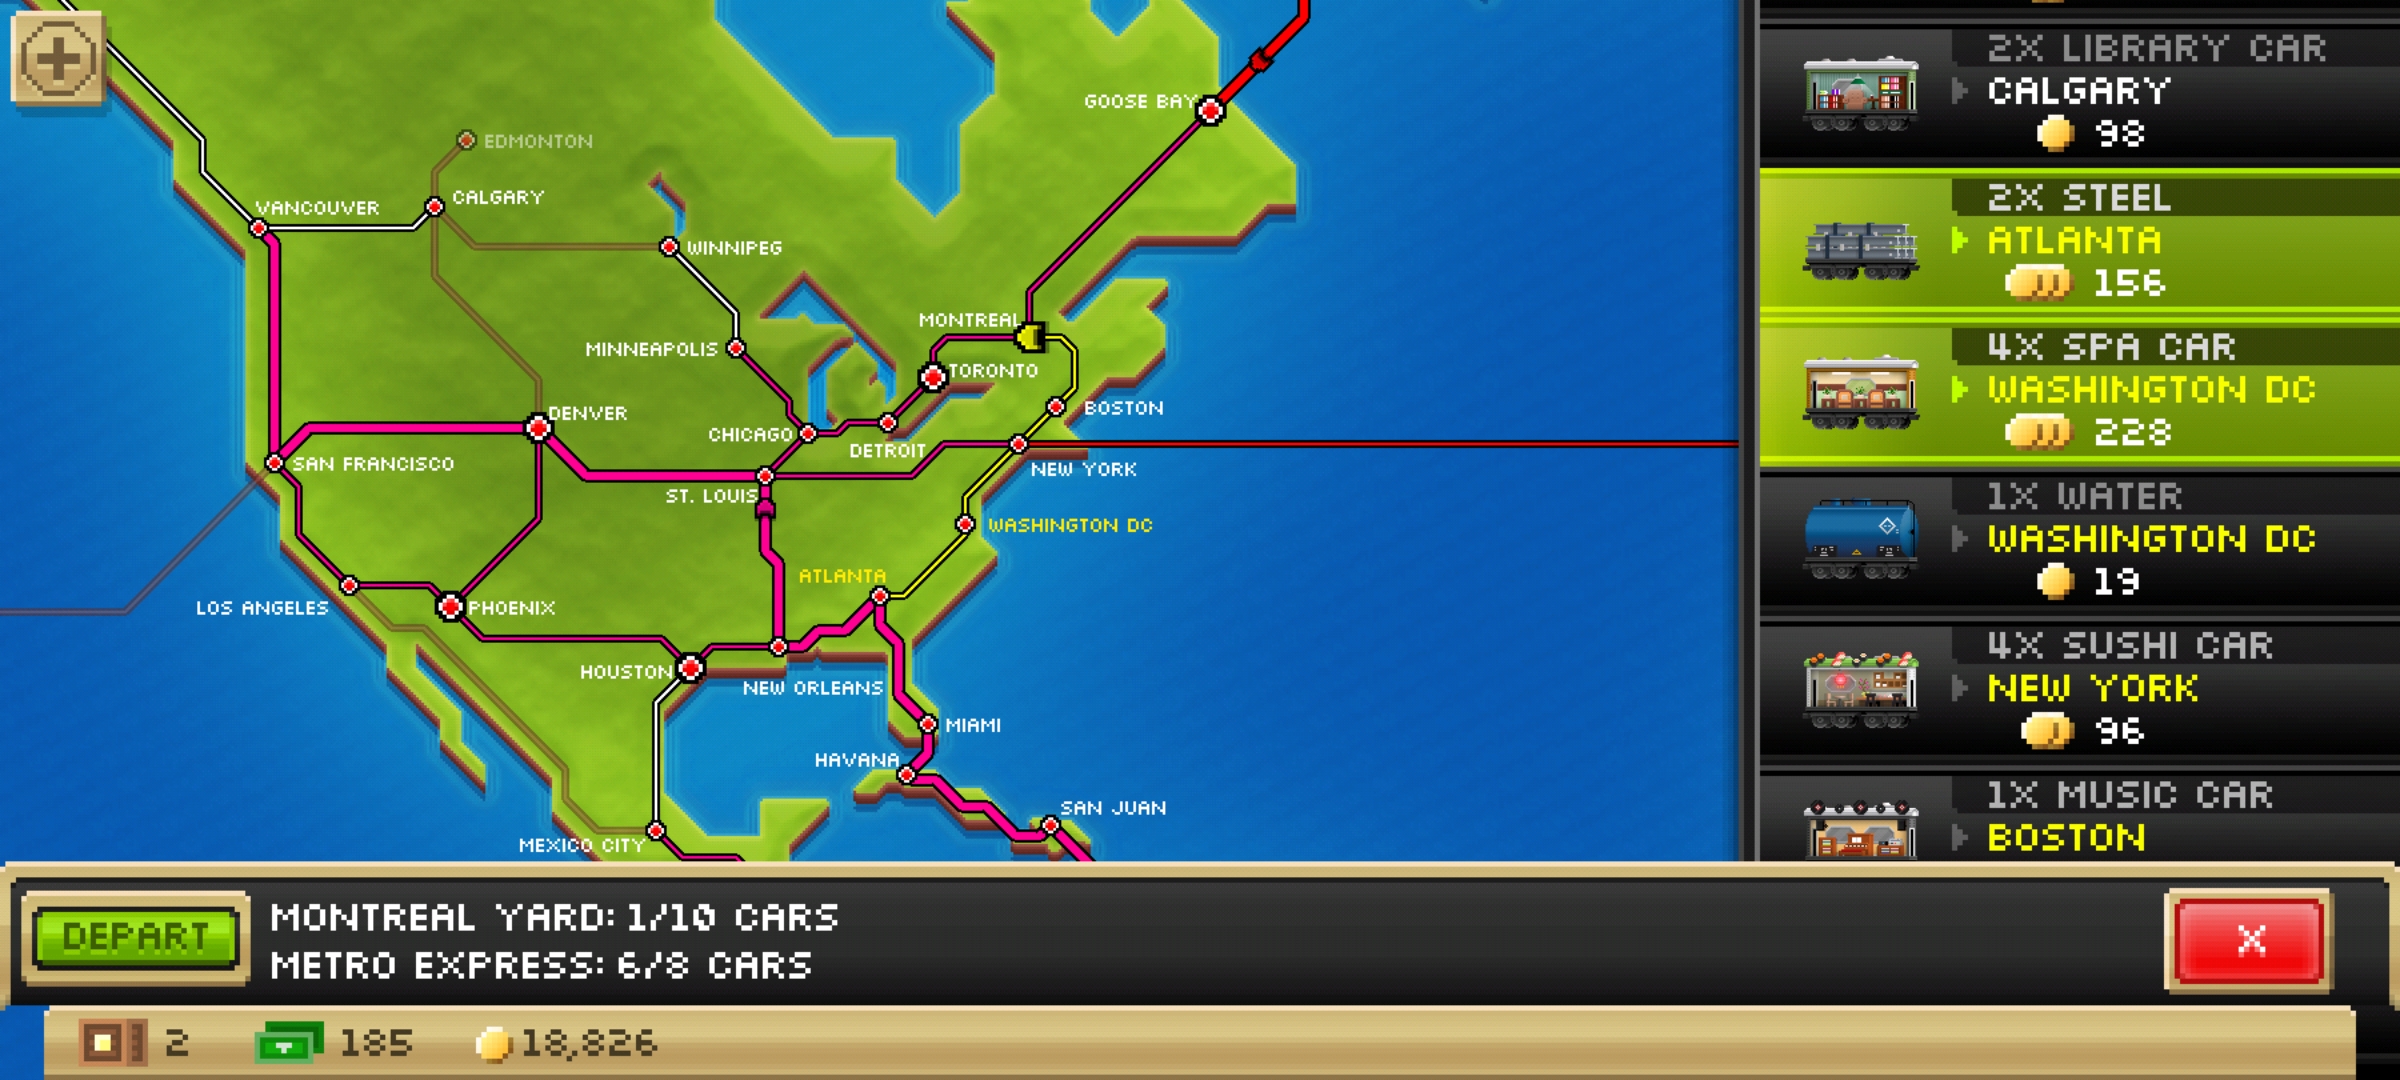 GOOSE BAY
EDMONTON
CALGARY
VANCOUVER
WINNIPEG
MONTREAL
MINNEAPOLIS
TORONTO
DENVER
BOSTON
CHICAGO
DETROIT
SAN FRANCISCO
NEW YORK
ST. LOUIS
WASHINGTON DC
ATLANTA
LOS ANGELES
PHOENIX
HOUSTON
NEW ORLEANS
MIAMI
HAVANA
SAN JUAN
MEXICO CITY
2X LIBRARY CAR
CALGARY
98
2X STEEL
ATLANTA
156
4X SPA CAR
WASHINGTON DC
228
1X WATER
WASHINGTON DC
19
4X SUSHI CAR
NEW YORK
96
1X MUSIC CAR
BOSTON
DEPART
MONTREAL YARD: 1/10 CARS
METRO EXPRESS: 6/8 CARS
X
2
185
18,826